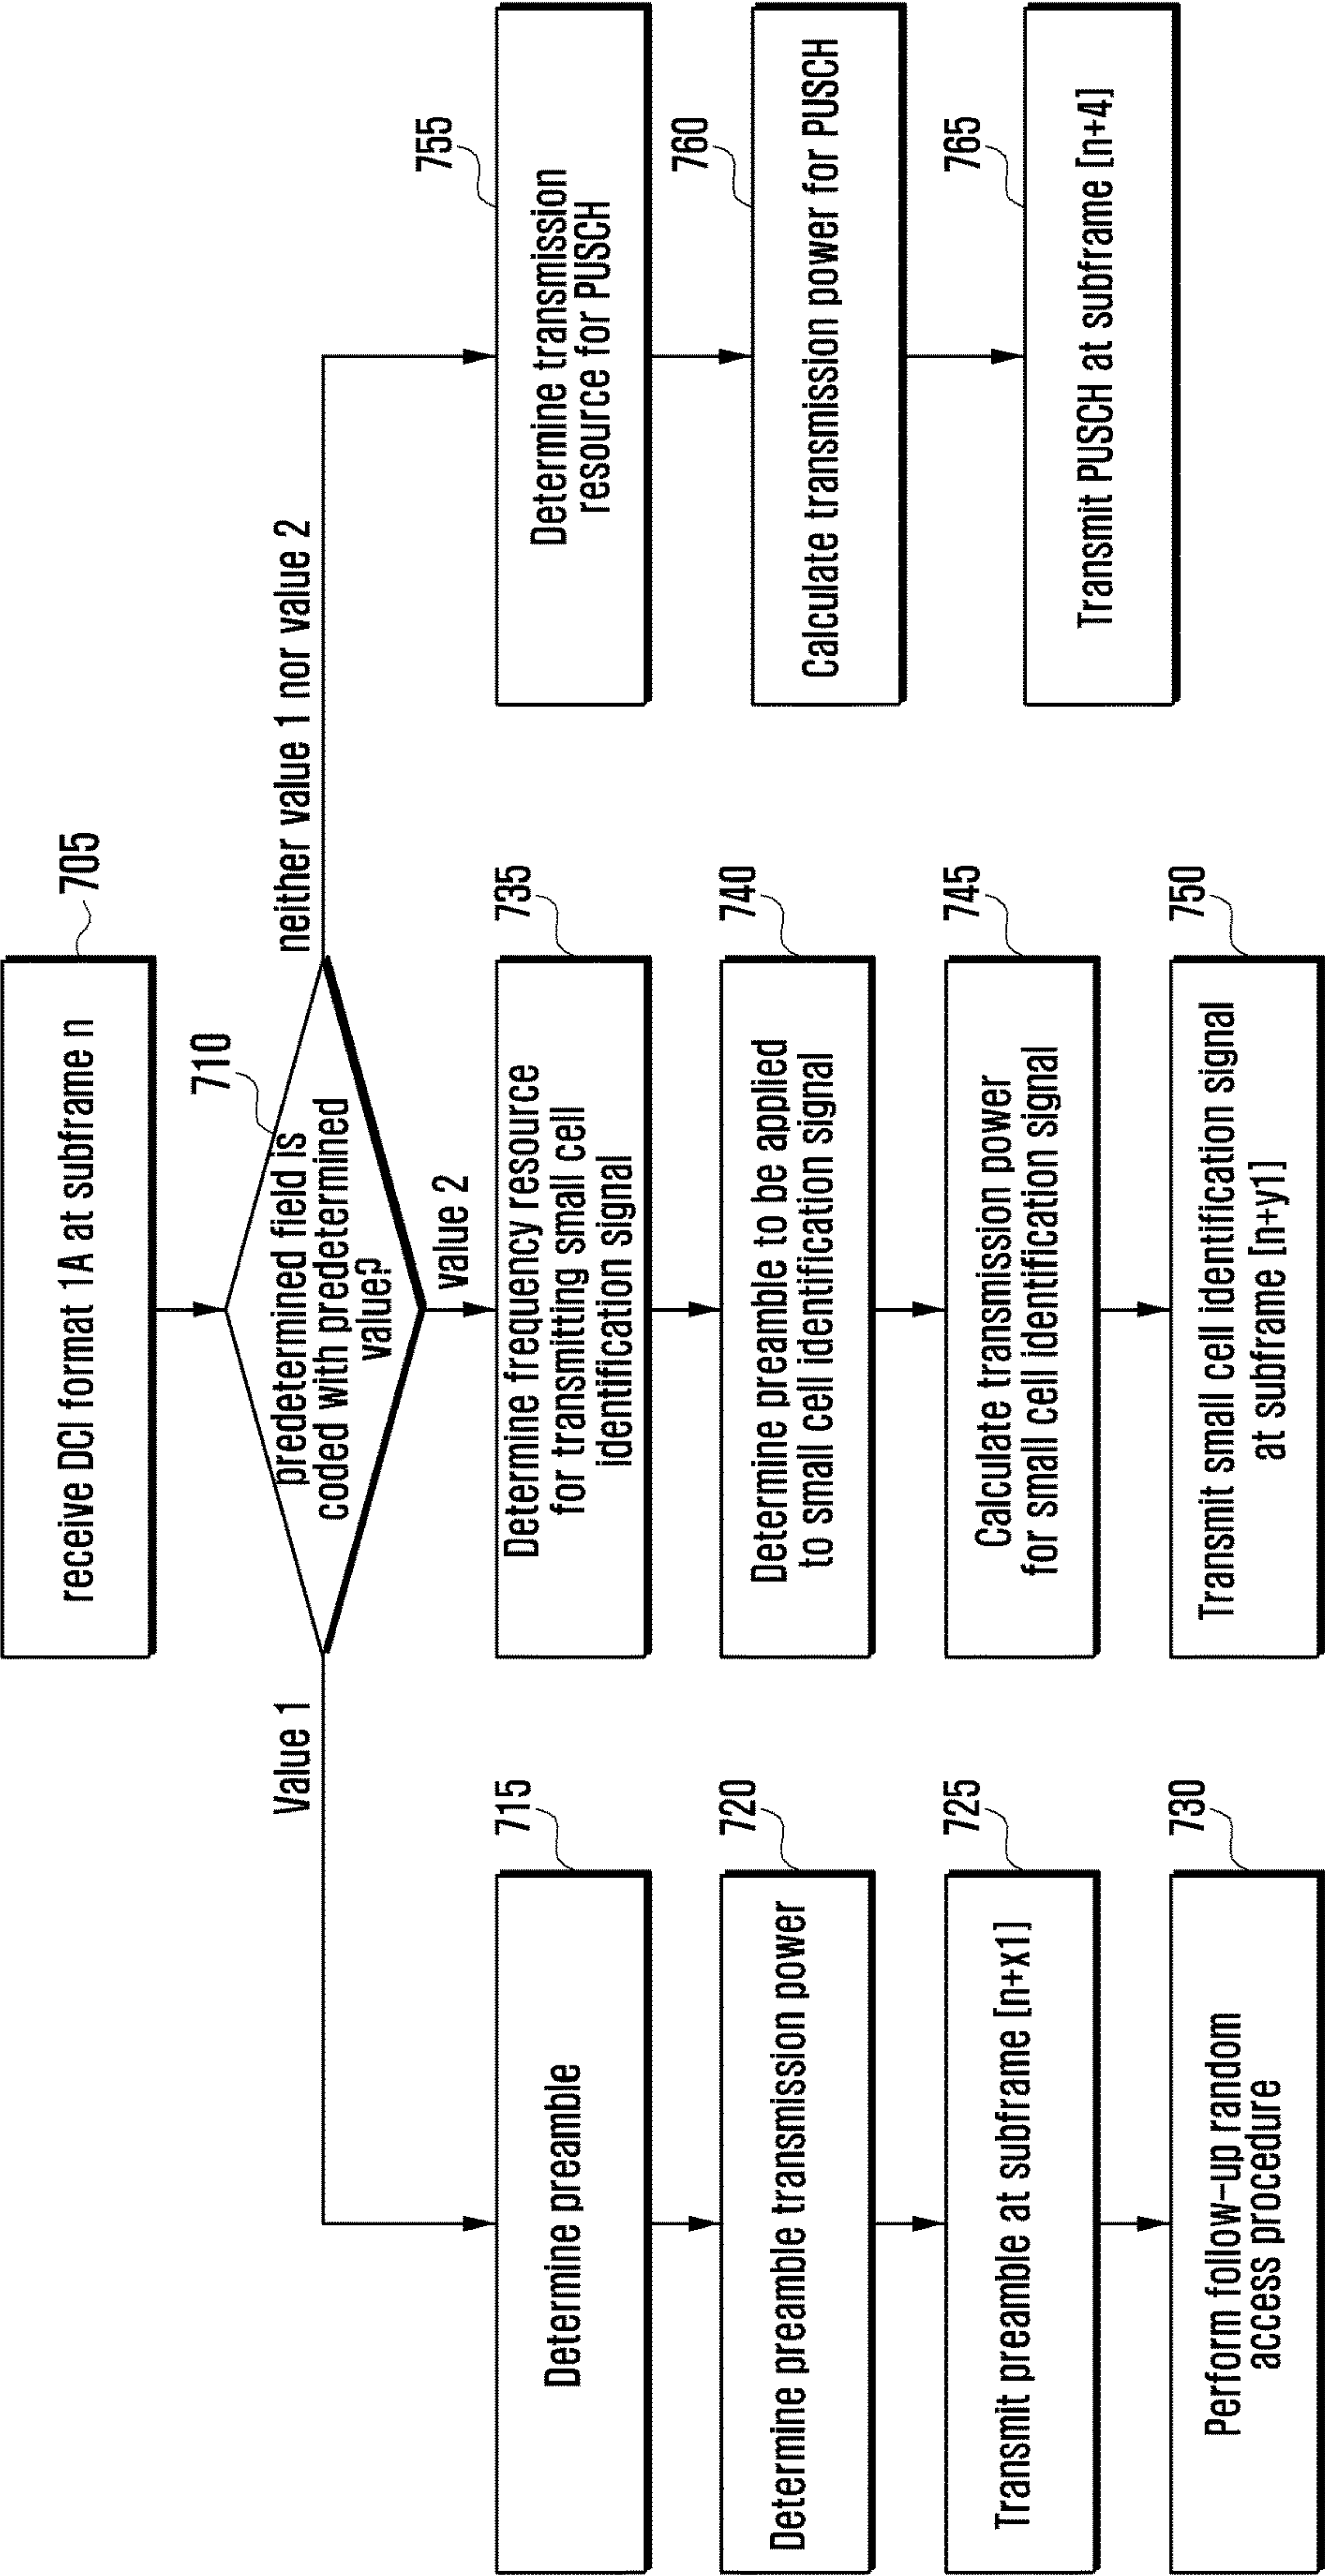 705
receive DCI format 1A at subframe n
710
predetermined field is
coded with predetermined
value?
Value 1
value 2
neither value 1 nor value 2
715
Determine preamble
720
Determine preamble transmission power
725
Transmit preamble at subframe [n+x1]
730
Perform follow-up random
access procedure
735
Determine frequency resource
for transmitting small cell
identification signal
740
Determine preamble to be applied
to small cell identification signal
745
Calculate transmission power
for small cell identification signal
750
Transmit small cell identification signal
at subframe [n+y1]
755
Determine transmission
resource for PUSCH
760
Calculate transmission power for PUSCH
765
Transmit PUSCH at subframe [n+4]